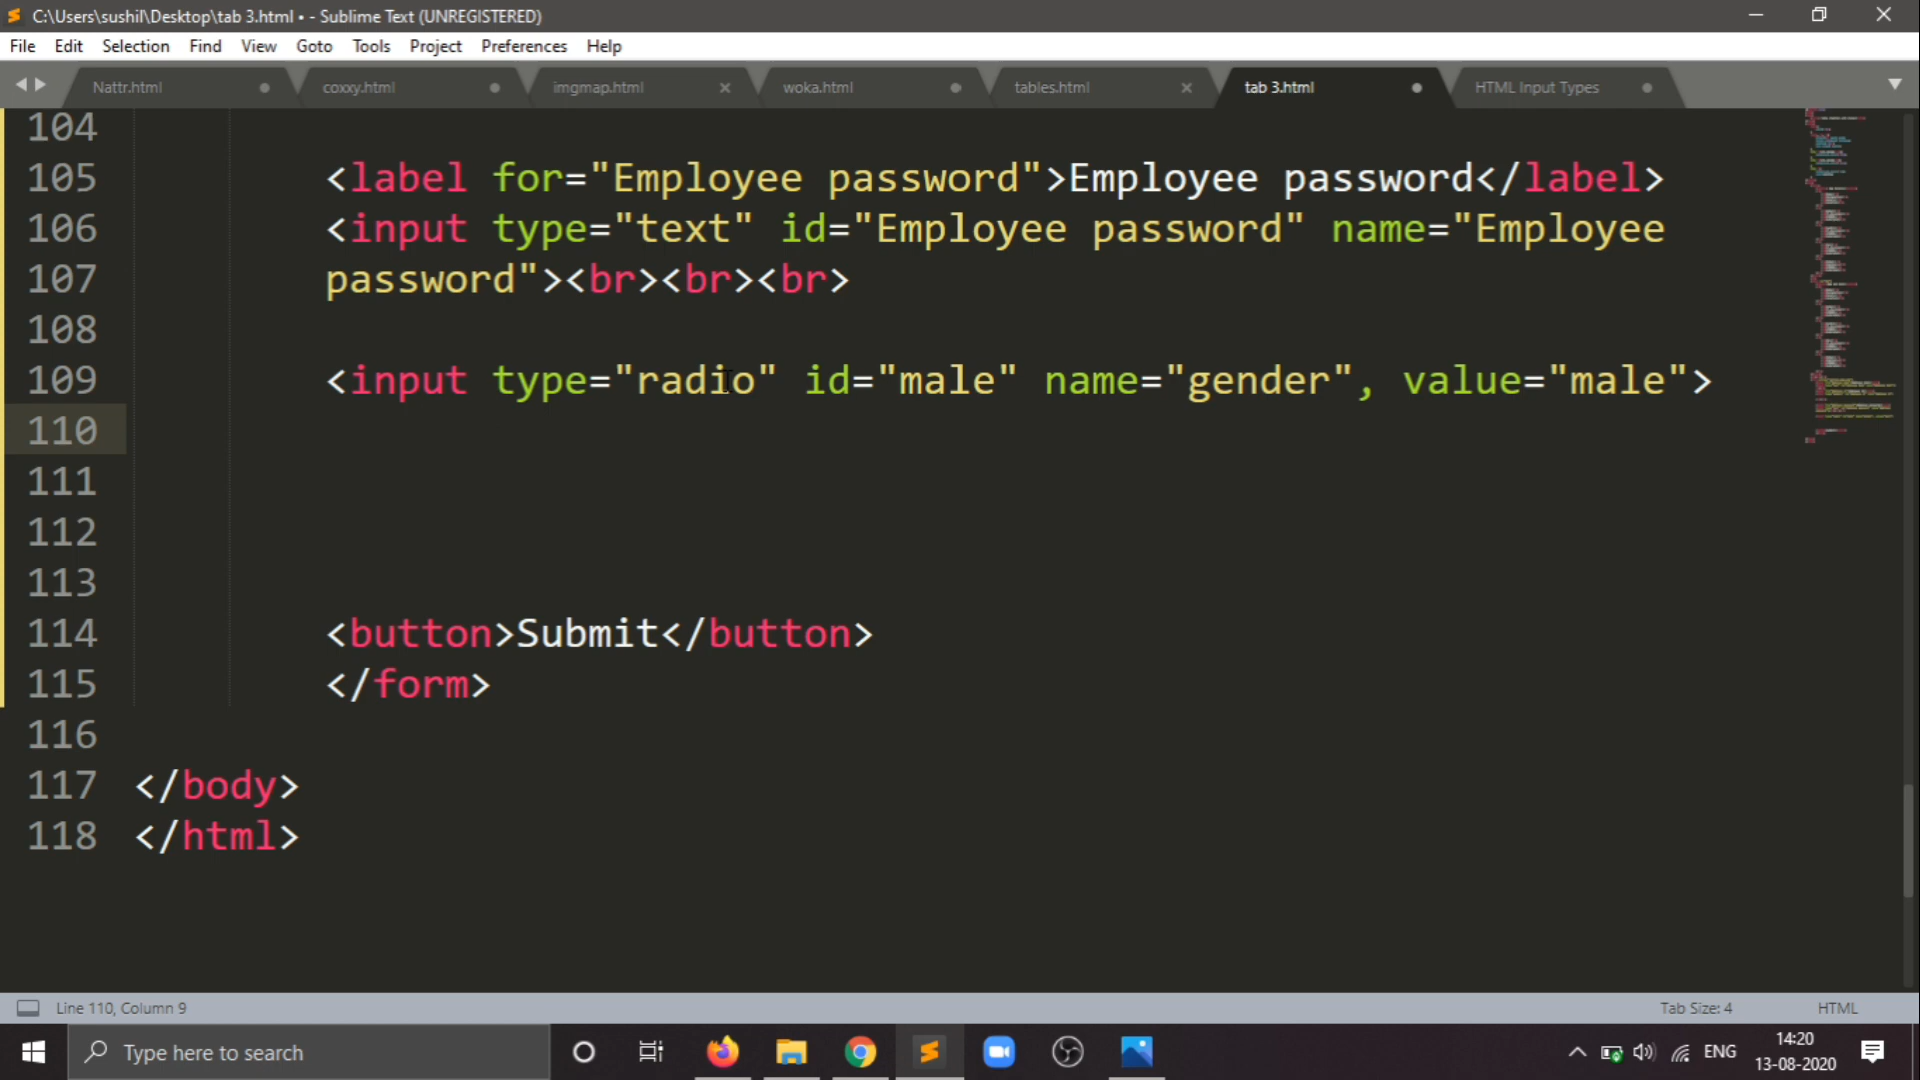 C:\Users\sushil\Desktop\tab 3.html • - Sublime Text (UNREGISTERED)
File Edit Selection Find View Goto Tools Project Preferences Help
Nattr.html coxxy.html imgmap.html woka.html tables.html tab 3.html HTML Input Types
104
105 <label for="Employee password">Employee password</label>
106 <input type="text" id="Employee password" name="Employee
107 password"><br><br><br>
108
109 <input type="radio" id="male" name="gender", value="male">
110
111
112
113
114 <button>Submit</button>
115 </form>
116
117 </body>
118 </html>
Line 110, Column 9 Tab Size: 4 HTML
Type here to search ENG 14:20
13-08-2020